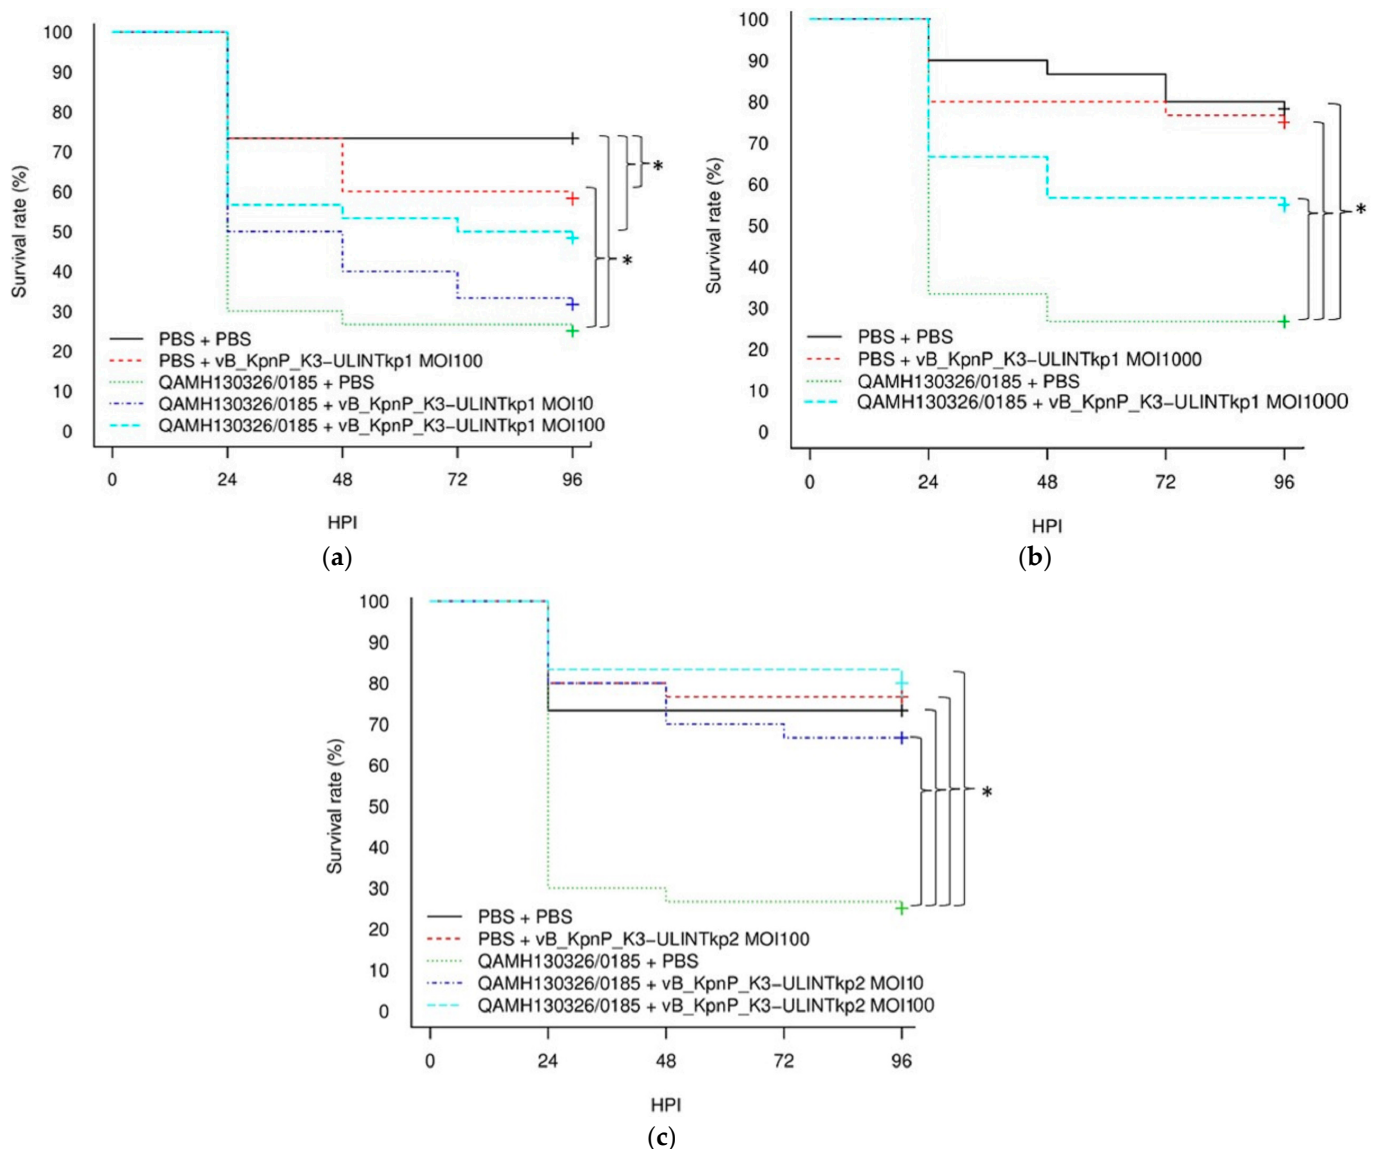 100
90
80
70
60
50
40
30
20
10
0
Survival rate (%)
*
*
PBS + PBS
PBS + vB_KpnP_K3−ULINTkp1 MOI100
QAMH130326/0185 + PBS
QAMH130326/0185 + vB_KpnP_K3−ULINTkp1 MOI10
QAMH130326/0185 + vB_KpnP_K3−ULINTkp1 MOI100
0 24 48 72 96
HPI
(a)
100
90
80
70
60
50
40
30
20
10
0
Survival rate (%)
*
PBS + PBS
PBS + vB_KpnP_K3−ULINTkp1 MOI1000
QAMH130326/0185 + PBS
QAMH130326/0185 + vB_KpnP_K3−ULINTkp1 MOI1000
0 24 48 72 96
HPI
(b)
100
90
80
70
60
50
40
30
20
10
0
Survival rate (%)
*
PBS + PBS
PBS + vB_KpnP_K3−ULINTkp2 MOI100
QAMH130326/0185 + PBS
QAMH130326/0185 + vB_KpnP_K3−ULINTkp2 MOI10
QAMH130326/0185 + vB_KpnP_K3−ULINTkp2 MOI100
0 24 48 72 96
HPI
(c)